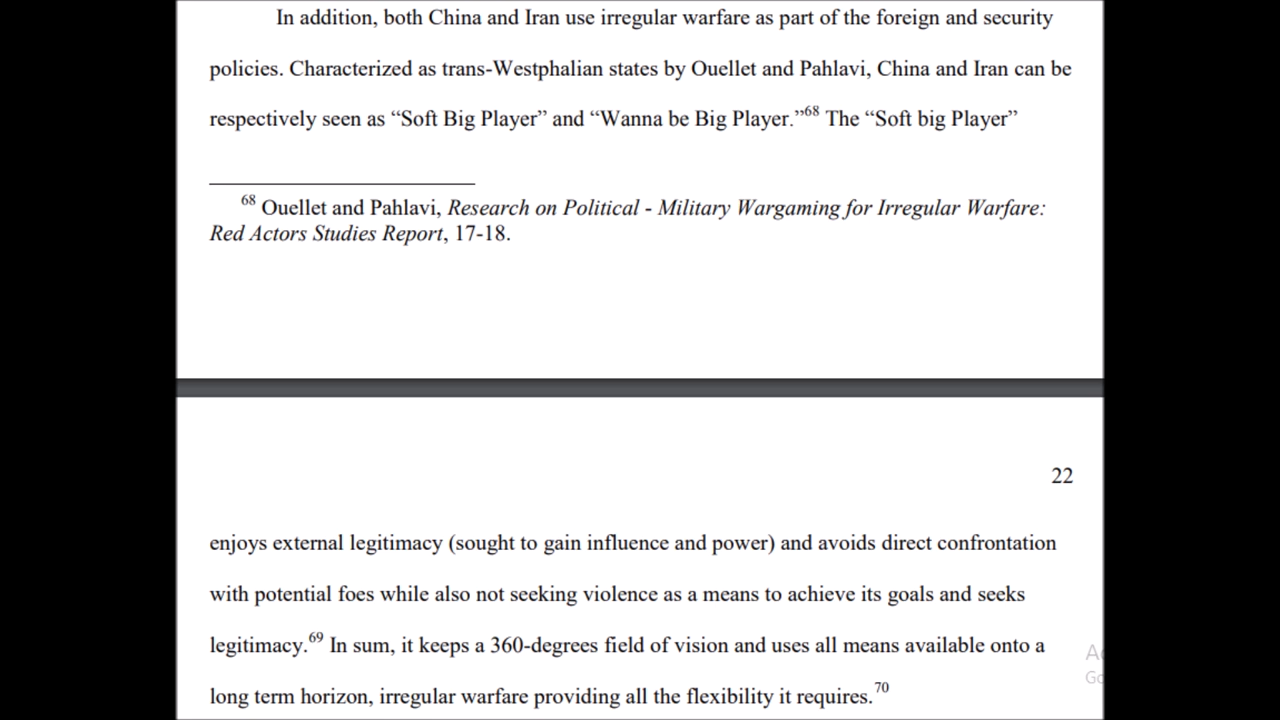 In addition, both China and Iran use irregular warfare as part of the foreign and security
policies. Characterized as trans-Westphalian states by Ouellet and Pahlavi, China and Iran can be
respectively seen as “Soft Big Player” and “Wanna be Big Player.”68 The “Soft big Player”
68 Ouellet and Pahlavi, Research on Political - Military Wargaming for Irregular Warfare:
Red Actors Studies Report, 17-18.
22
enjoys external legitimacy (sought to gain influence and power) and avoids direct confrontation
with potential foes while also not seeking violence as a means to achieve its goals and seeks
legitimacy.69 In sum, it keeps a 360-degrees field of vision and uses all means available onto a
long term horizon, irregular warfare providing all the flexibility it requires.70